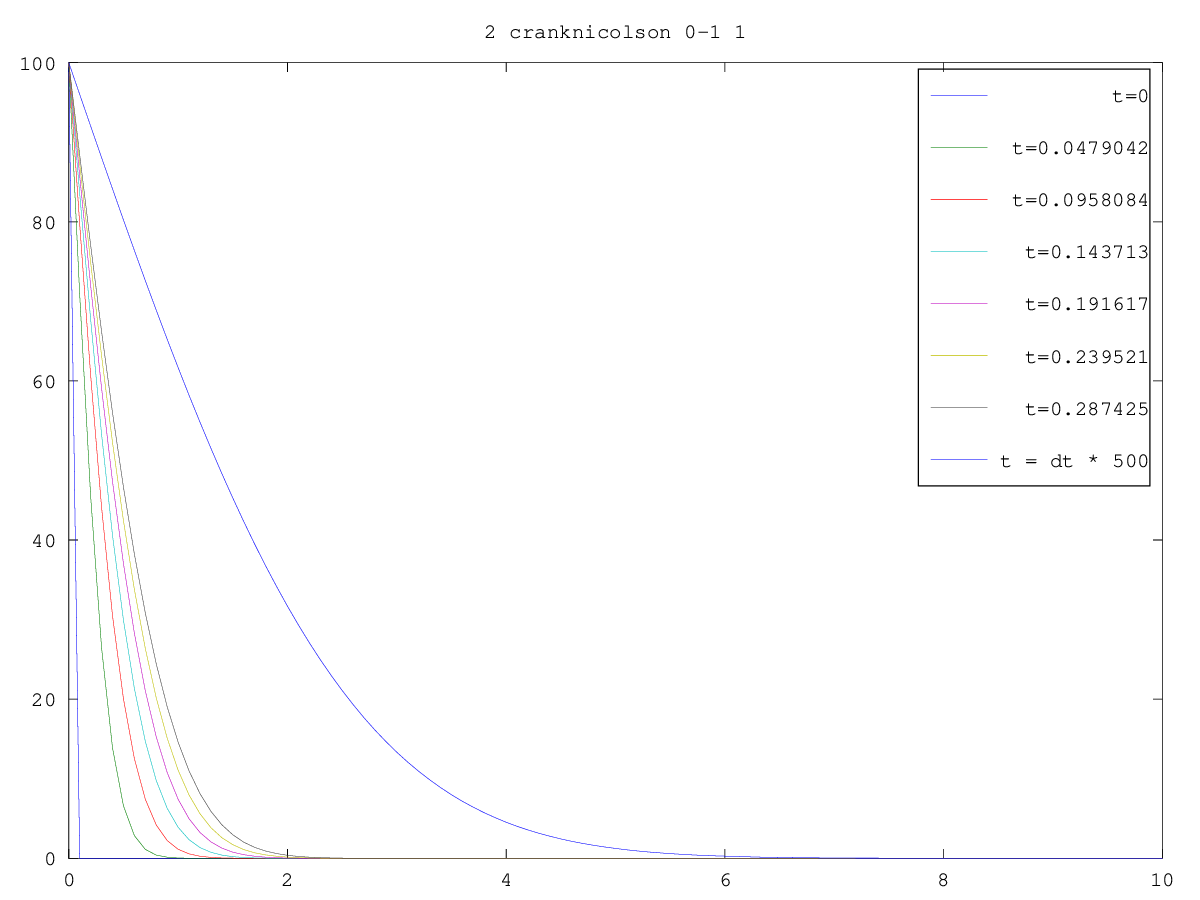 2 cranknicolson 0-1 1
100
80
60
40
20
0
0 2 4 6 8 10
t=0
t=0.0479042
t=0.0958084
t=0.143713
t=0.191617
t=0.239521
t=0.287425
t = dt * 500